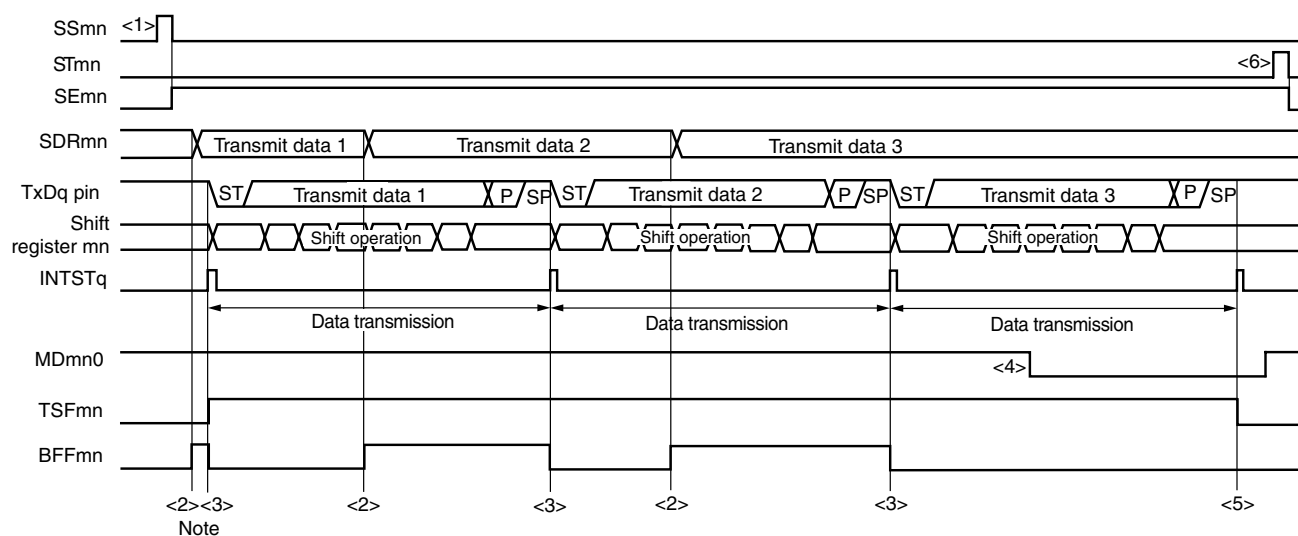 SSmn <1>
STmn <6>
SEmn
SDRmn Transmit data 1 Transmit data 2 Transmit data 3
TxDq pin ST Transmit data 1 P SP ST Transmit data 2 P SP ST Transmit data 3 P SP
Shift
register mn Shift operation Shift operation Shift operation
INTSTq
Data transmission Data transmission Data transmission
MDmn0 <4>
TSFmn
BFFmn
<2> <3> <2> <3> <2> <3> <5>
Note